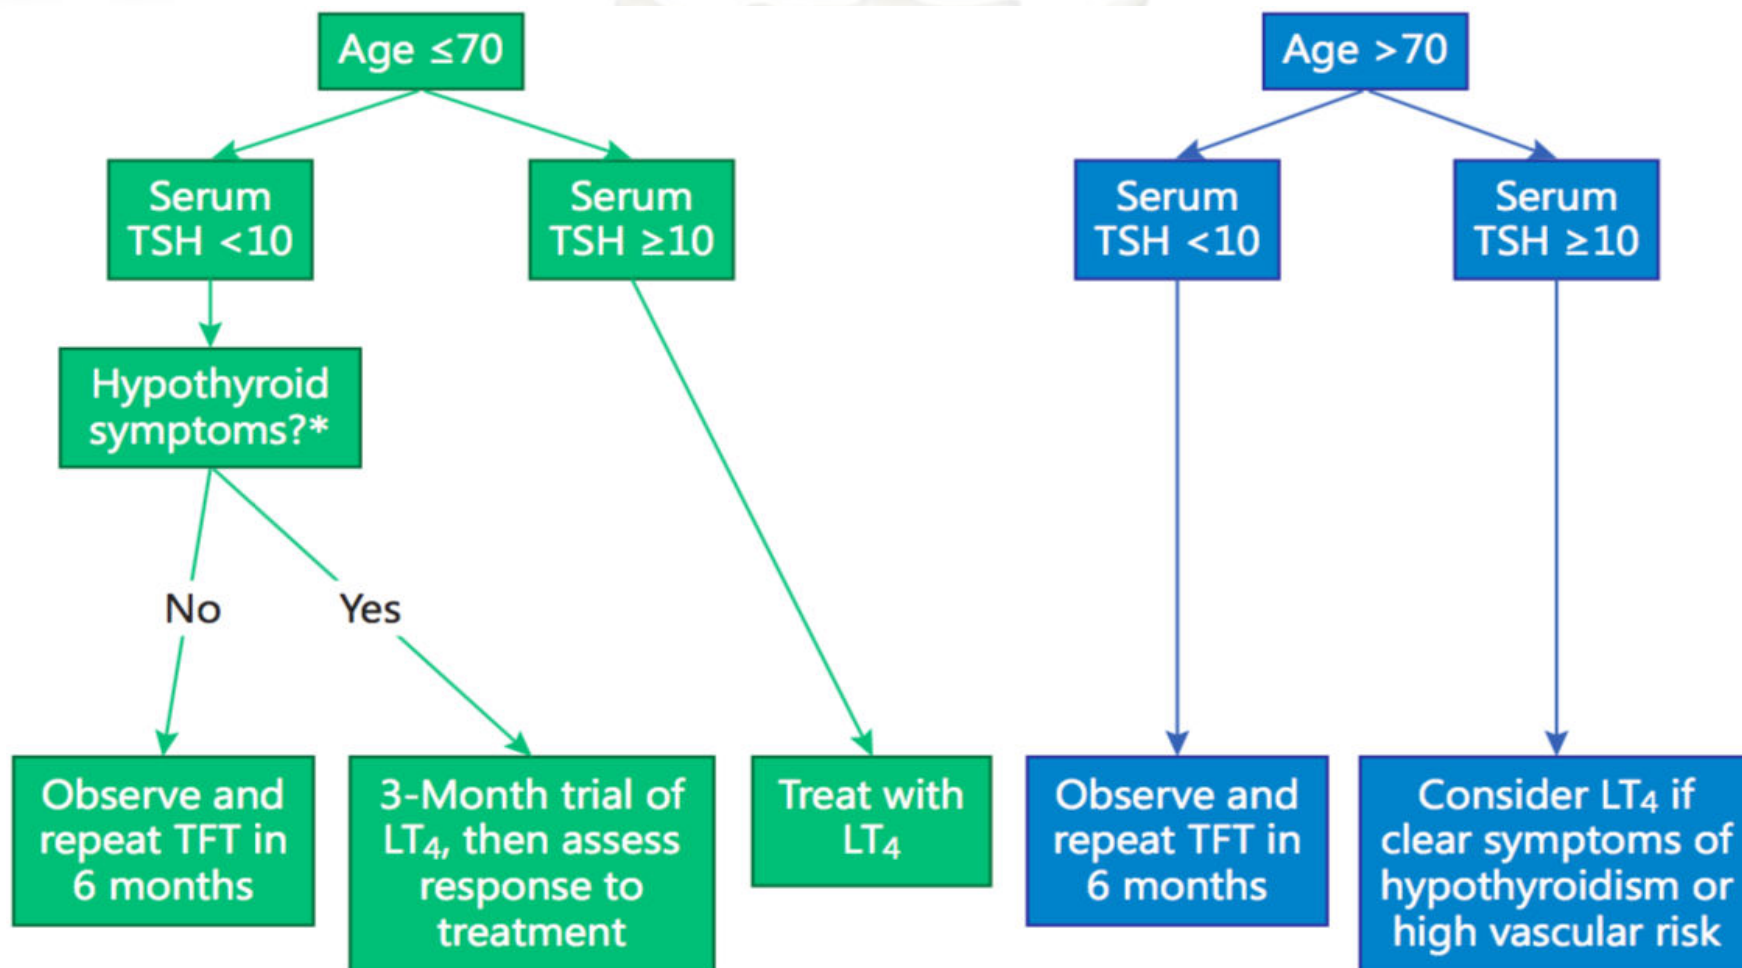 Age ≤70
Age >70
Serum
TSH <10
Serum
TSH ≥10
Serum
TSH <10
Serum
TSH ≥10
Hypothyroid
symptoms?*
No
Yes
Observe and
repeat TFT in
6 months
3-Month trial of
LT₄, then assess
response to
treatment
Treat with
LT₄
Observe and
repeat TFT in
6 months
Consider LT₄ if
clear symptoms of
hypothyroidism or
high vascular risk